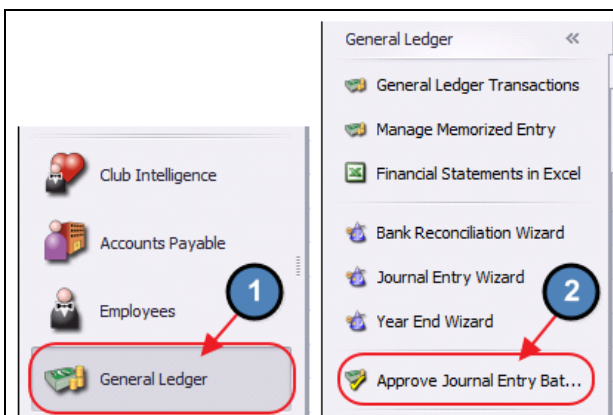 Club Intelligence
Accounts Payable
Employees
1
General Ledger
General Ledger «
General Ledger Transactions
Manage Memorized Entry
Financial Statements in Excel
Bank Reconciliation Wizard
Journal Entry Wizard
2
Year End Wizard
Approve Journal Entry Bat...